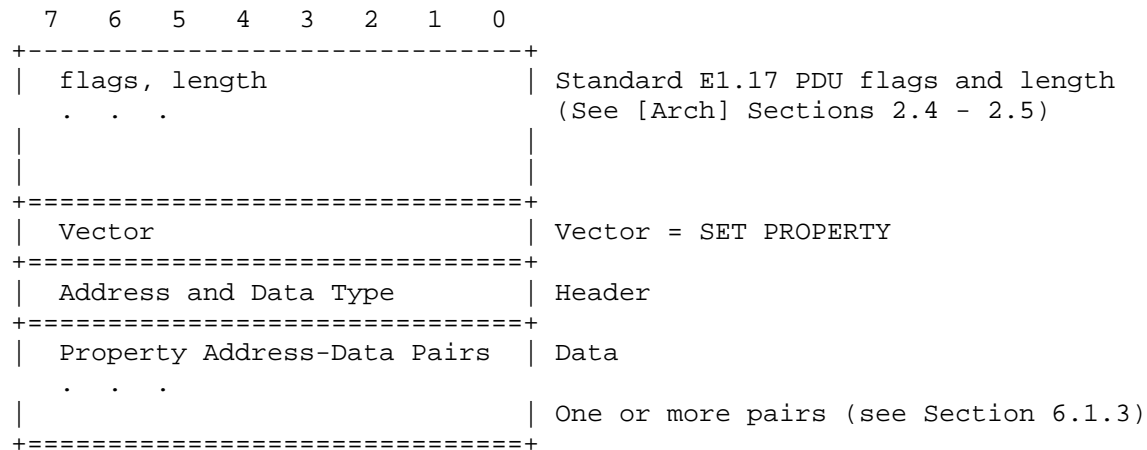 7 6 5 4 3 2 1 0
+-------------------------------+
| flags, length | Standard E1.17 PDU flags and length
. . . (See [Arch] Sections 2.4 - 2.5)
| |
| |
+===============================+
| Vector | Vector = SET PROPERTY
+===============================+
| Address and Data Type | Header
+===============================+
| Property Address-Data Pairs | Data
. . .
| | One or more pairs (see Section 6.1.3)
+===============================+